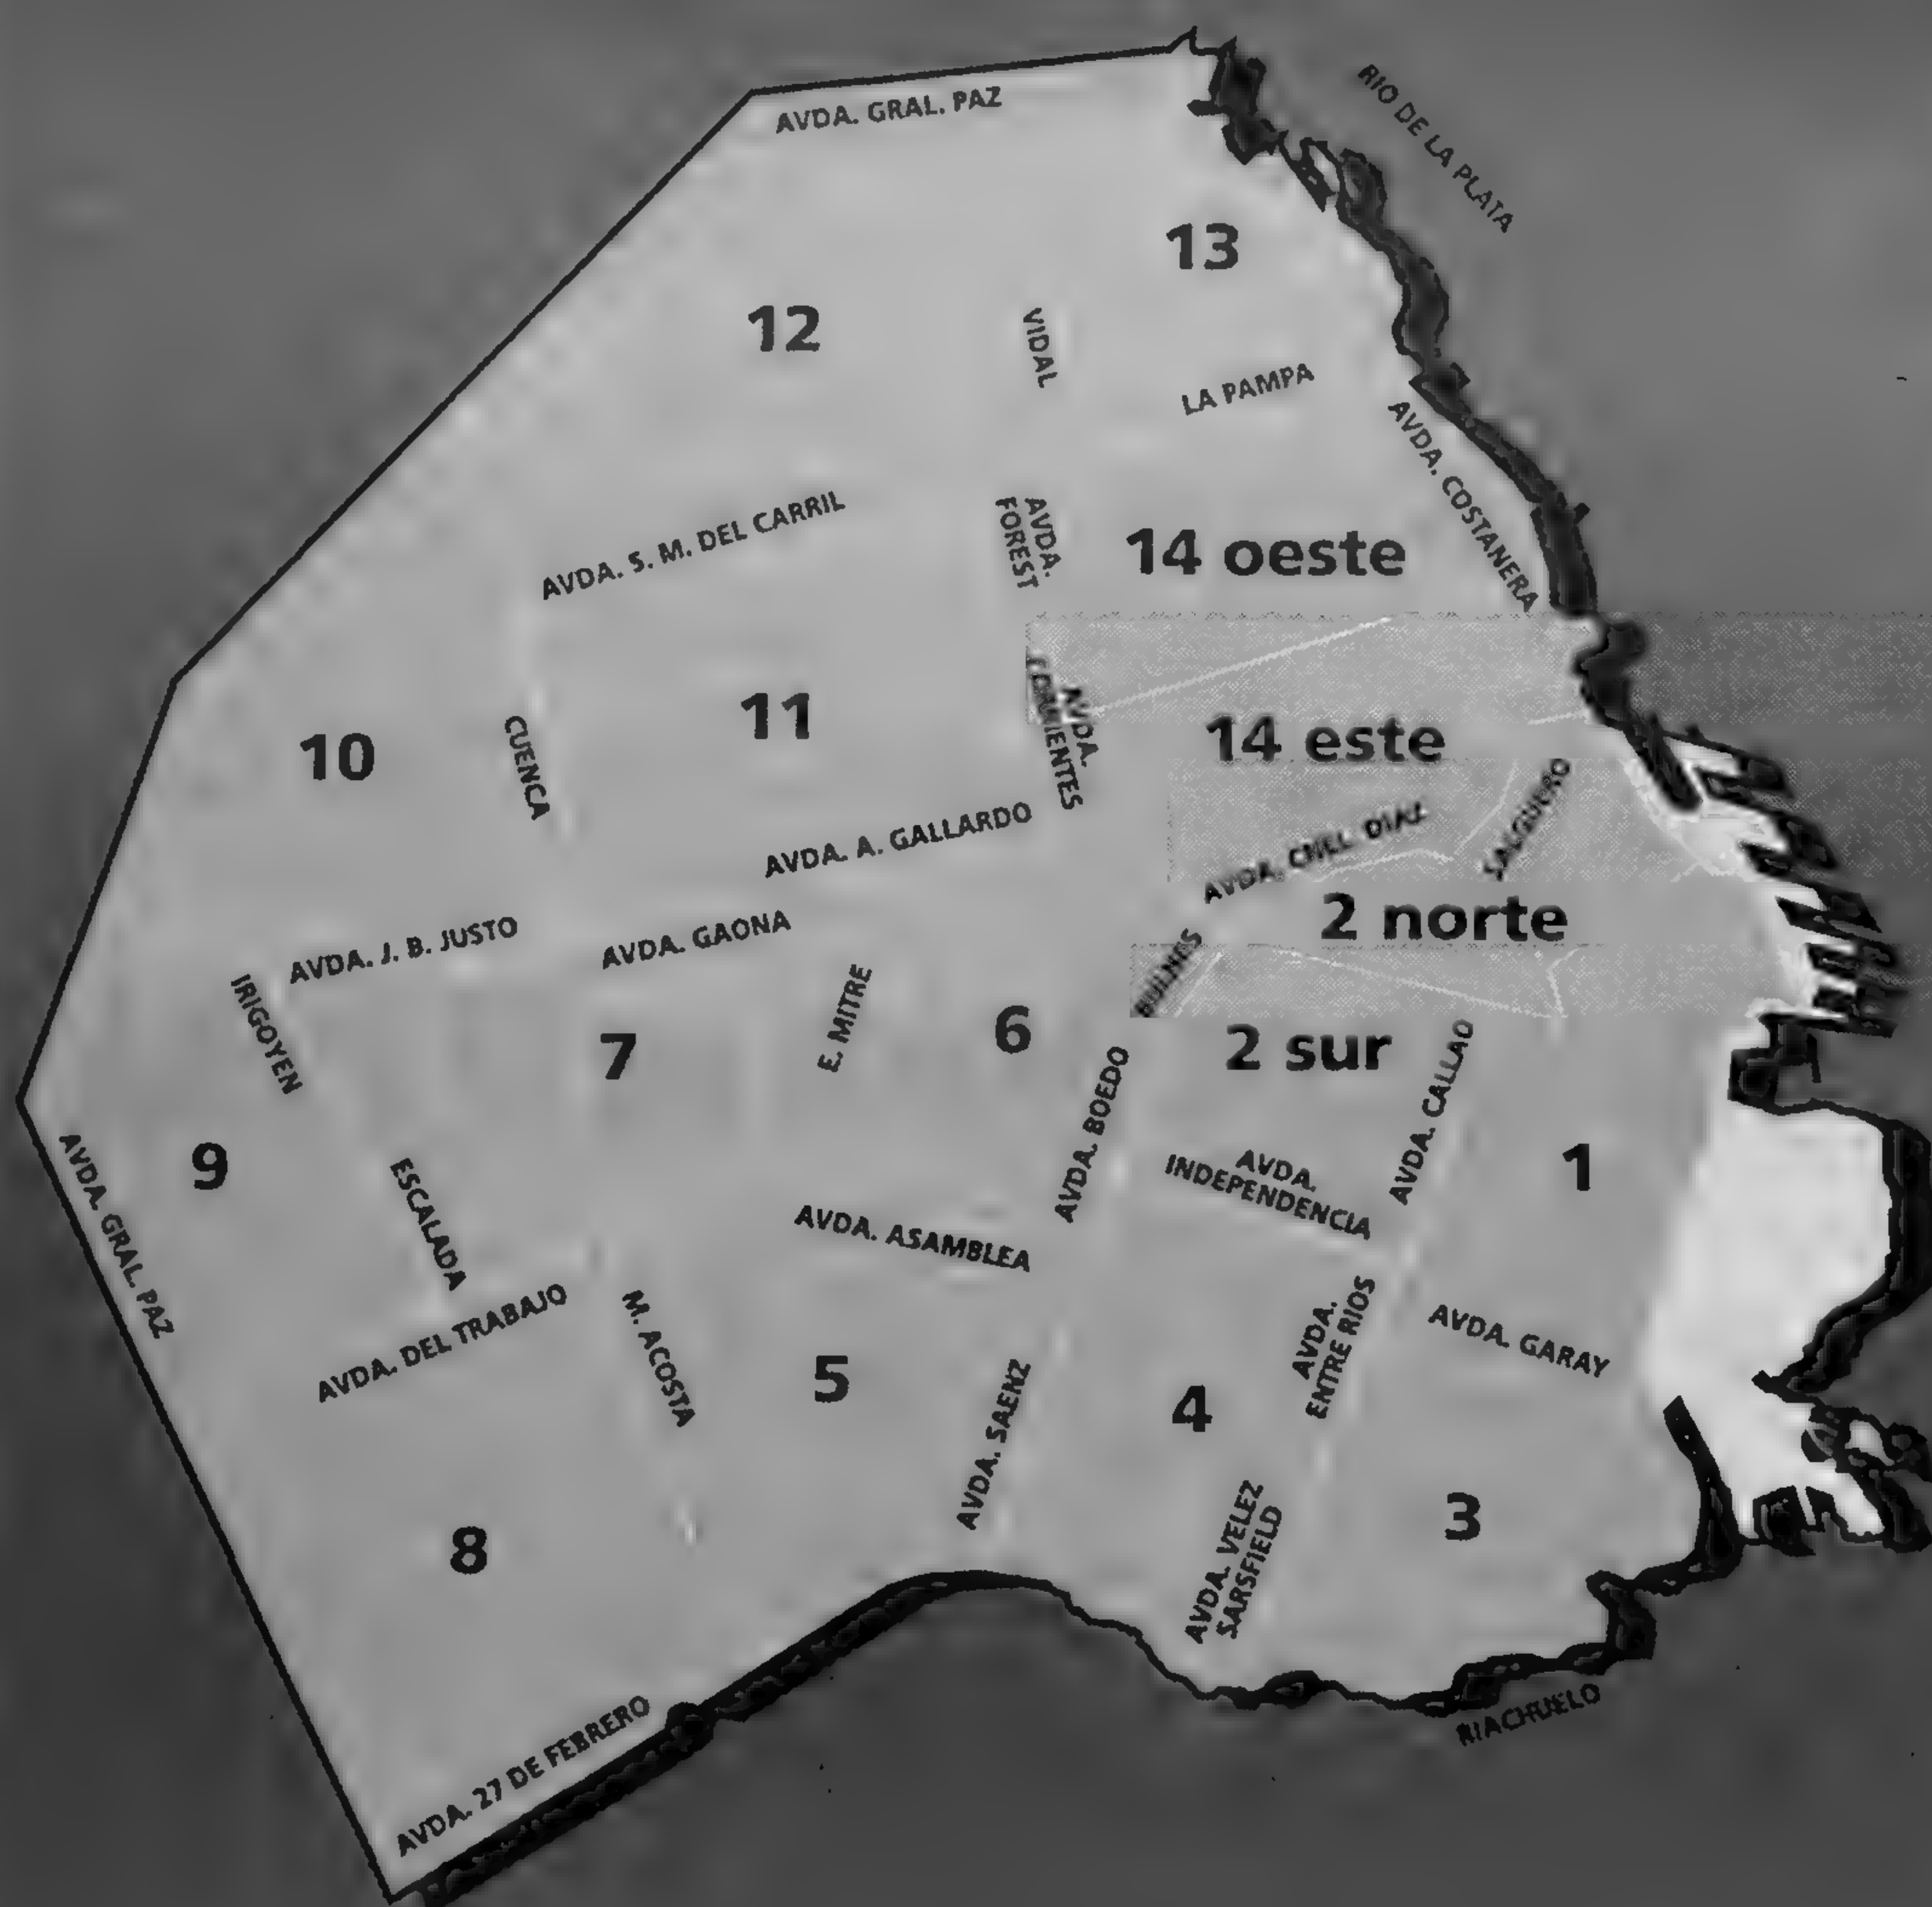 AVDA. GRAL. PAZ
RIO DE LA PLATA
13
12
VIDAL
LA PAMPA
AVDA. COSTANERA
AVDA. S. M. DEL CARRIL
AVDA.
FOREST
14 oeste
AVDA.
CORRIENTES
11
10
CUENCA
14 este
SALGUERO
AVDA. CNEL. DIAZ
AVDA. A. GALLARDO
2 norte
AVDA. J. B. JUSTO
AVDA. GAONA
BULNES
IRIGOYEN
E. MITRE
6
7
2 sur
AVDA. CALLAO
AVDA. BOEDO
9
ESCALADA
AVDA. GRAL. PAZ
AVDA.
INDEPENDENCIA
1
AVDA. ASAMBLEA
AVDA. DEL TRABAJO
M. ACOSTA
5
AVDA. SAENZ
4
AVDA.
ENTRE RIOS
AVDA. GARAY
8
AVDA. VELEZ
SARSFIELD
3
AVDA. 27 DE FEBRERO
RIACHUELO